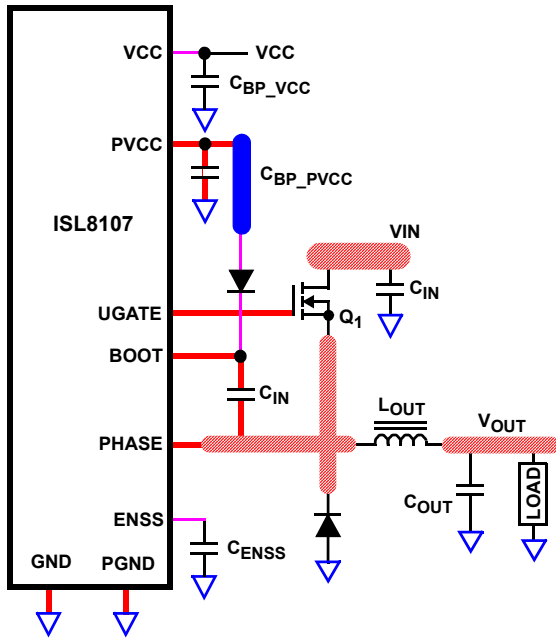 VCC
VCC
C_BP_VCC
PVCC
C_BP_PVCC
ISL8107
VIN
C_IN
UGATE
Q_1
BOOT
C_IN
L_OUT
V_OUT
PHASE
C_OUT
LOAD
ENSS
C_ENSS
GND
PGND